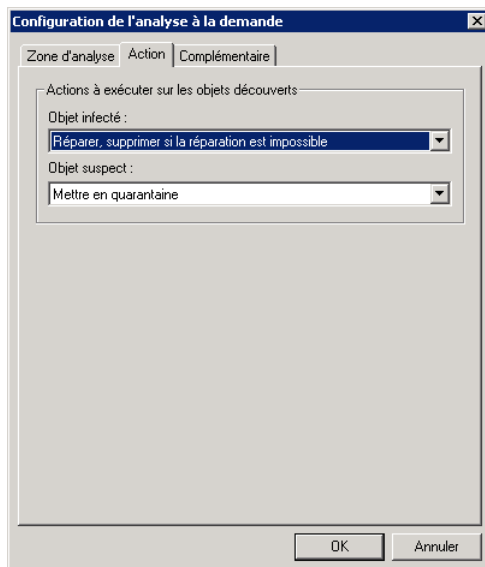 Configuration de l'analyse à la demande
Zone d'analyse Action Complémentaire
Actions à exécuter sur les objets découverts
Objet infecté :
Réparer, supprimer si la réparation est impossible
Objet suspect :
Mettre en quarantaine
OK Annuler